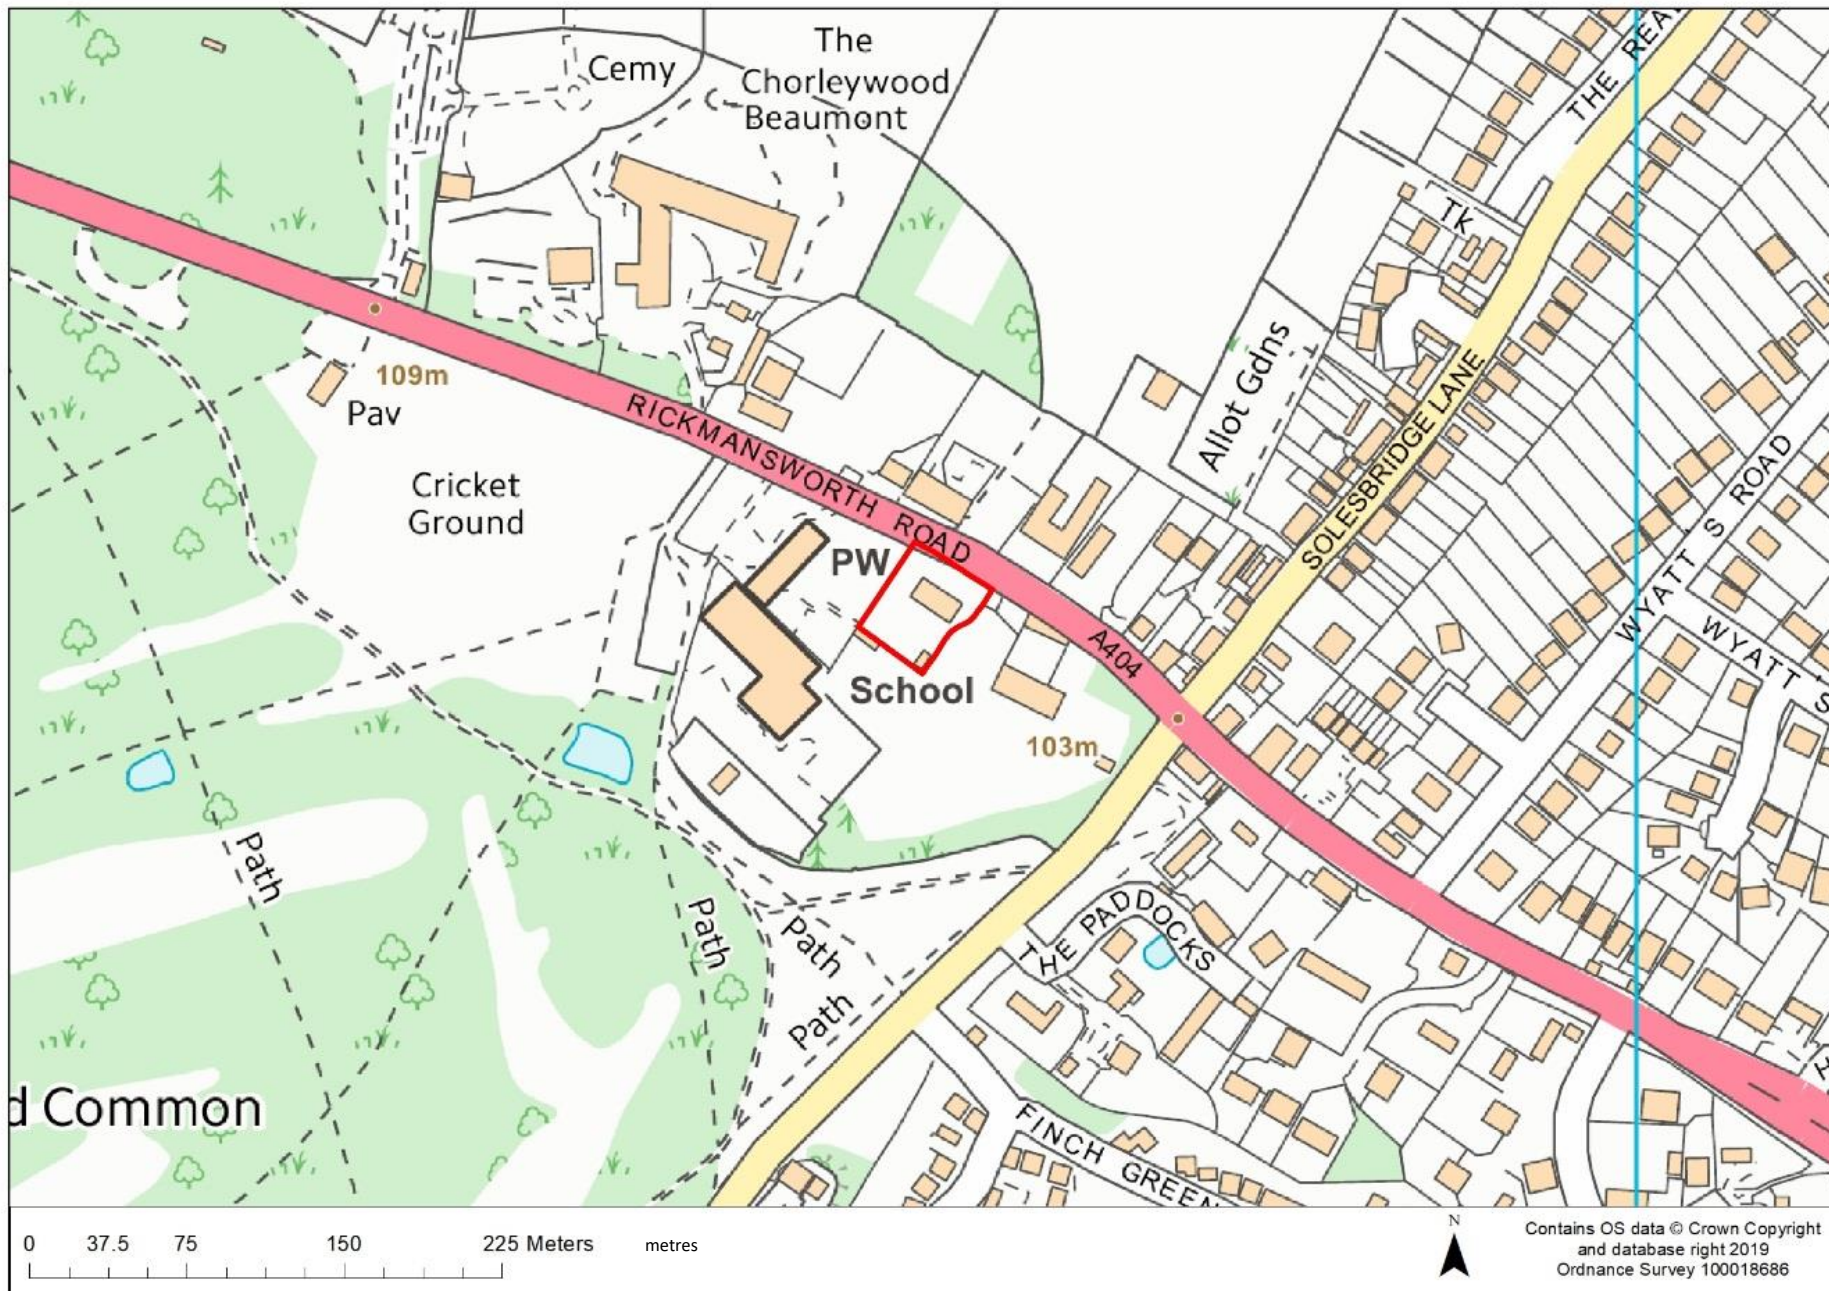 The
Chorleywood
Beaumont
Cemy
THE
Tk
109m
Pav
Cricket
Ground
RICKMANSWORTH ROAD
Allot Gdns
SOLESBRIDGE LANE
WYATT'S ROAD
WYATT'S
PW
School
A404
103m
Path
Path
Path
Path
THE PADDOCKS
d Common
FINCH GREEN
0 37.5 75 150 225 Meters metres
N
Contains OS data © Crown Copyright
and database right 2019
Ordnance Survey 100018686